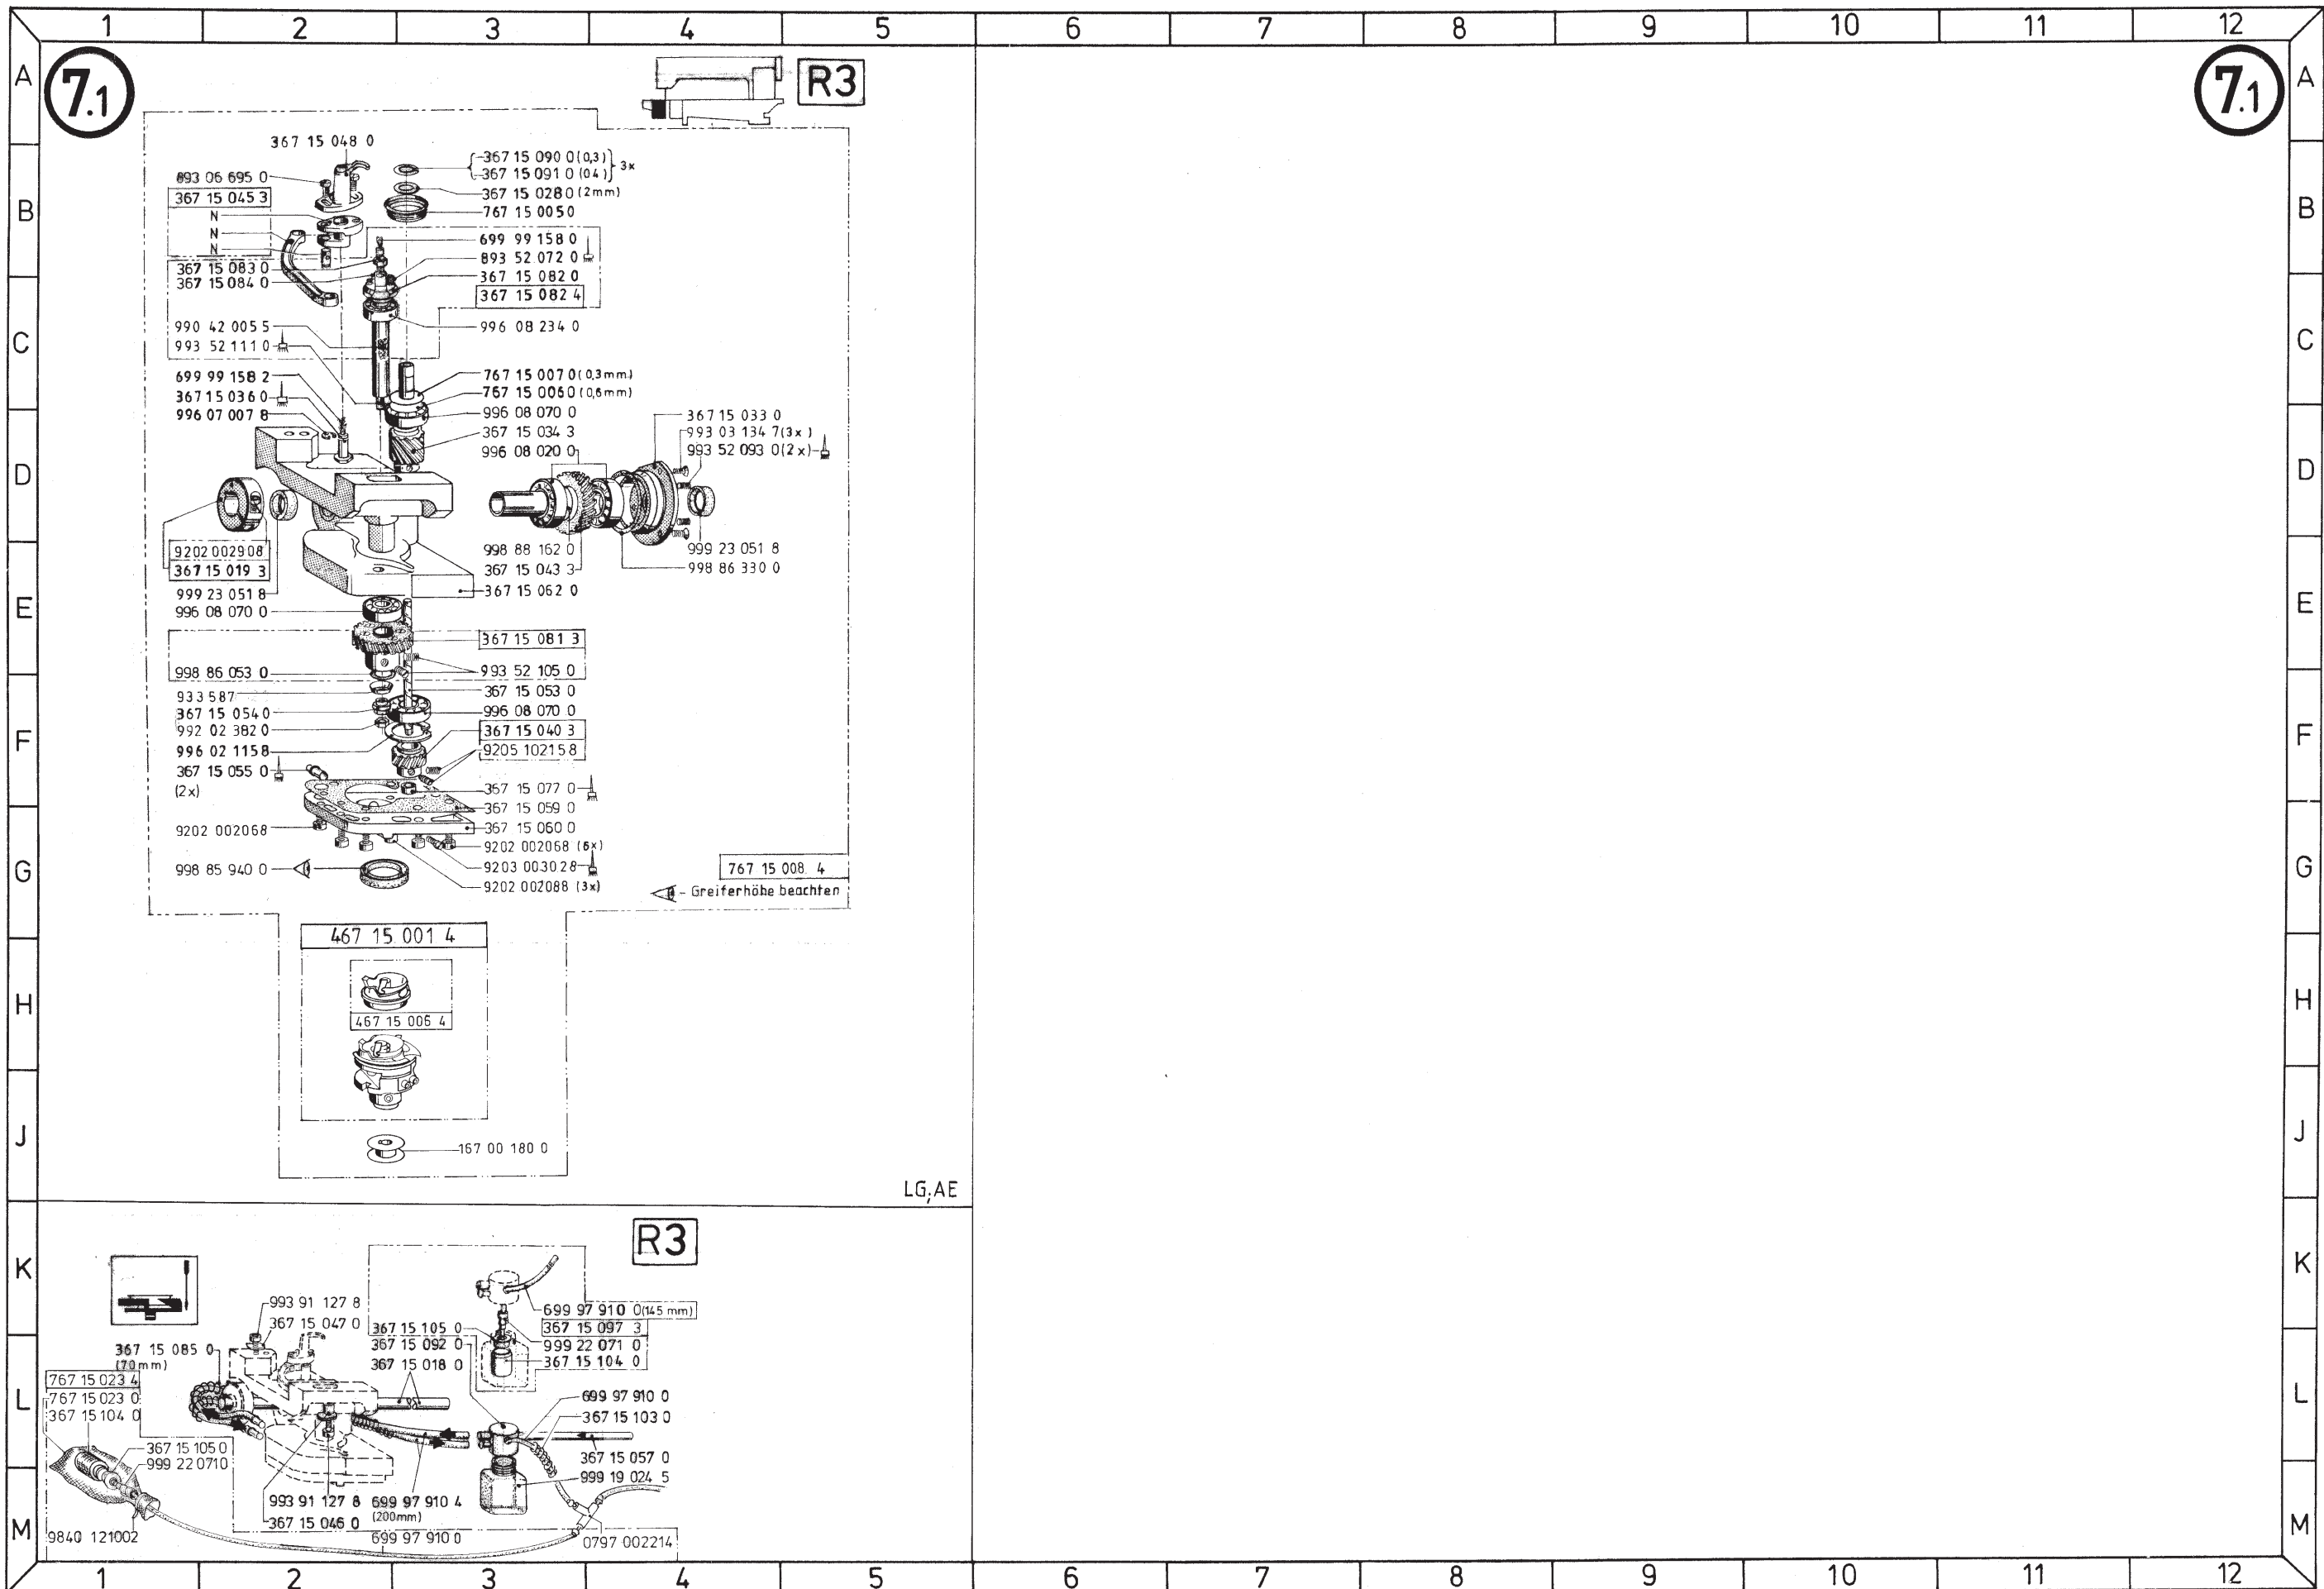 1 2 3 4 5 6 7 8 9 10 11 12
A
7.1
R3
7.1
A
367 15 048 0
893 06 695 0
367 15 045 3
N
N
N
367 15 083 0
367 15 084 0
367 15 090 0 (0,3)
367 15 091 0 (04)
3x
367 15 028 0 (2mm)
767 15 005 0
699 99 158 0
893 52 072 0
367 15 082 0
367 15 082 4
996 08 234 0
B
B
990 42 005 5
993 52 111 0
C
C
699 99 158 2
367 15 036 0
996 07 007 8
767 15 007 0 (0,3mm)
767 15 006 0 (0,6mm)
996 08 070 0
367 15 034 3
996 08 020 0
367 15 033 0
993 03 134 7 (3x)
993 52 093 0 (2x)
D
D
9202 002908
367 15 019 3
999 23 051 8
996 08 070 0
998 88 162 0
367 15 043 3
367 15 062 0
999 23 051 8
998 86 330 0
E
E
367 15 081 3
998 86 053 0
993 52 105 0
933 587
367 15 054 0
992 02 382 0
996 02 115 8
367 15 055 0
(2x)
367 15 053 0
996 08 070 0
367 15 040 3
9205 102158
F
F
367 15 077 0
367 15 059 0
367 15 060 0
9202 002068
9202 002068 (6x)
9203 003028
9202 002088 (3x)
998 85 940 0
767 15 008 4
- Greiferhöhe beachten
G
G
467 15 001 4
467 15 006 4
H
H
167 00 180 0
J
J
LG,AE
R3
K
K
993 91 127 8
367 15 047 0
367 15 085 0
(70mm)
367 15 105 0
367 15 092 0
367 15 018 0
699 97 910 0 (145 mm)
367 15 097 3
999 22 071 0
367 15 104 0
767 15 023 4
767 15 023 0
367 15 104 0
L
L
699 97 910 0
367 15 103 0
367 15 105 0
999 22 071 0
367 15 057 0
999 19 024 5
993 91 127 8
367 15 046 0
699 97 910 4
(200mm)
9840 121002
699 97 910 0
0797 002214
M
M
1 2 3 4 5 6 7 8 9 10 11 12